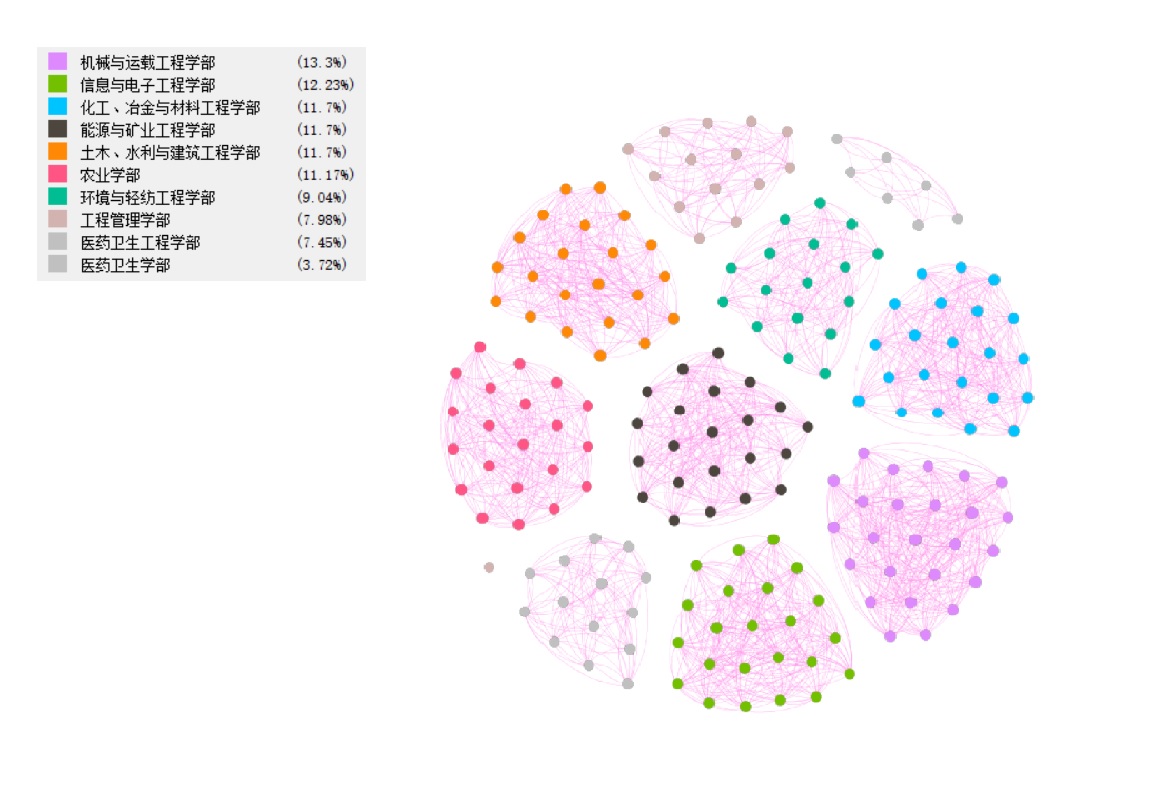 机械与运载工程学部 (13.3%)
信息与电子工程学部 (12.23%)
化工、冶金与材料工程学部 (11.7%)
能源与矿业工程学部 (11.7%)
土木、水利与建筑工程学部 (11.7%)
农业学部 (11.17%)
环境与轻纺工程学部 (9.04%)
工程管理学部 (7.98%)
医药卫生工程学部 (7.45%)
医药卫生学部 (3.72%)